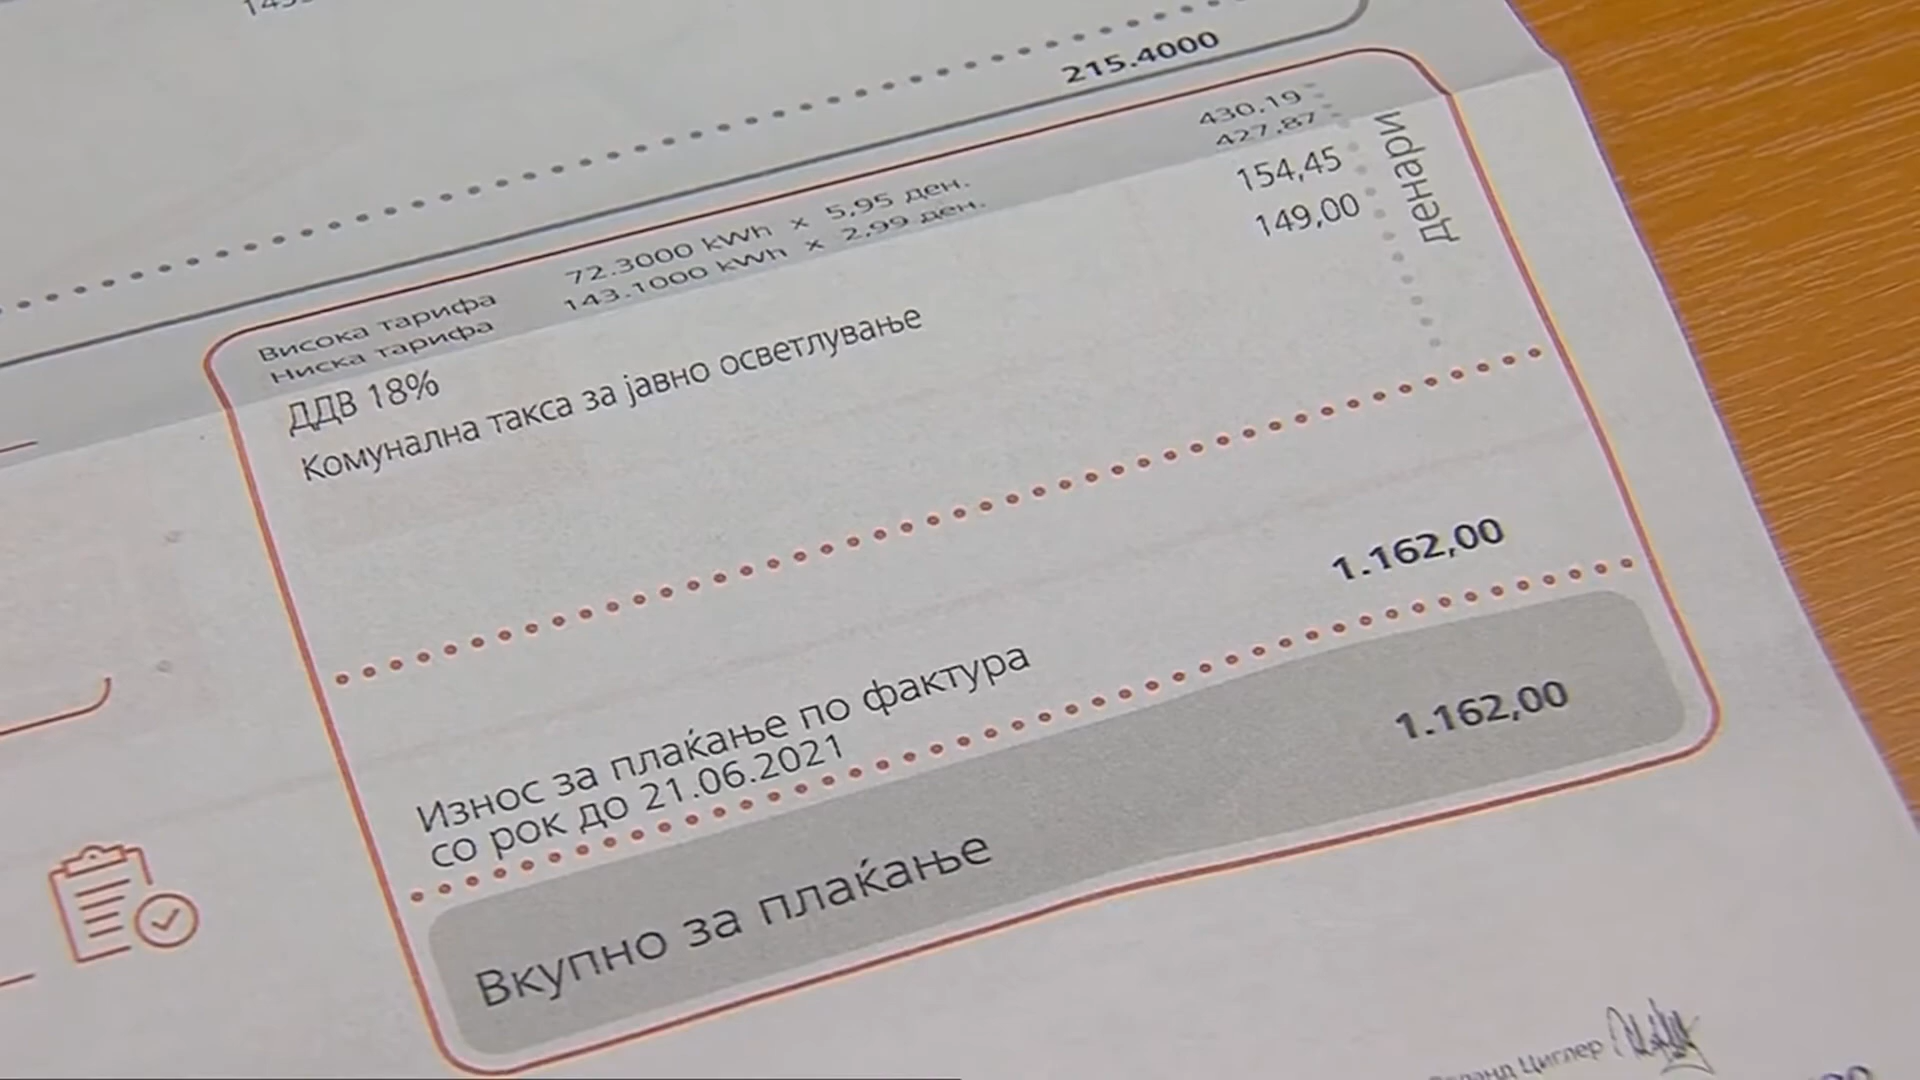 215.4000
Висока тарифа 72.3000 kWh x 5,95 ден. 430,19
Ниска тарифа 143.1000 kWh x 2,99 ден. 427,87
ДДВ 18% 154,45
Комунална такса за јавно осветлување 149,00
Денари
1.162,00
Износ за плаќање по фактура
со рок до 21.06.2021
Вкупно за плаќање 1.162,00
Циглер